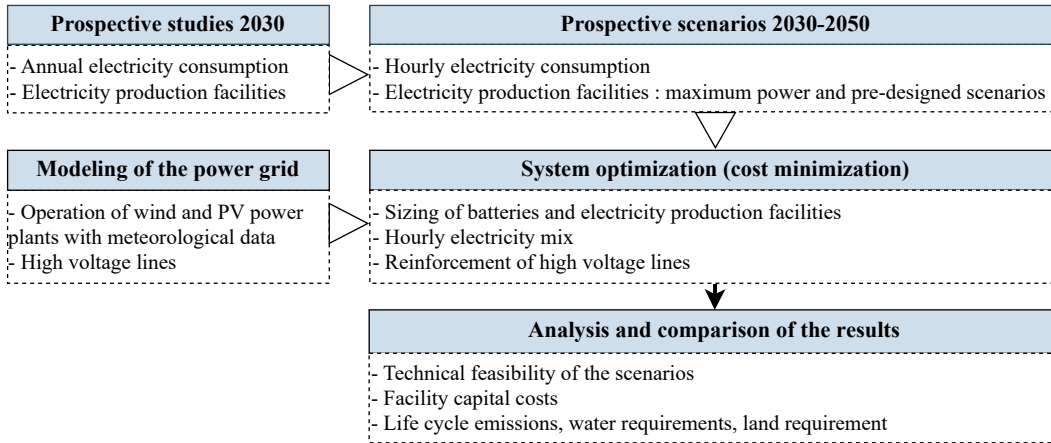 Prospective studies 2030
- Annual electricity consumption
- Electricity production facilities
Prospective scenarios 2030-2050
- Hourly electricity consumption
- Electricity production facilities : maximum power and pre-designed scenarios
Modeling of the power grid
- Operation of wind and PV power
plants with meteorological data
- High voltage lines
System optimization (cost minimization)
- Sizing of batteries and electricity production facilities
- Hourly electricity mix
- Reinforcement of high voltage lines
Analysis and comparison of the results
- Technical feasibility of the scenarios
- Facility capital costs
- Life cycle emissions, water requirements, land requirement